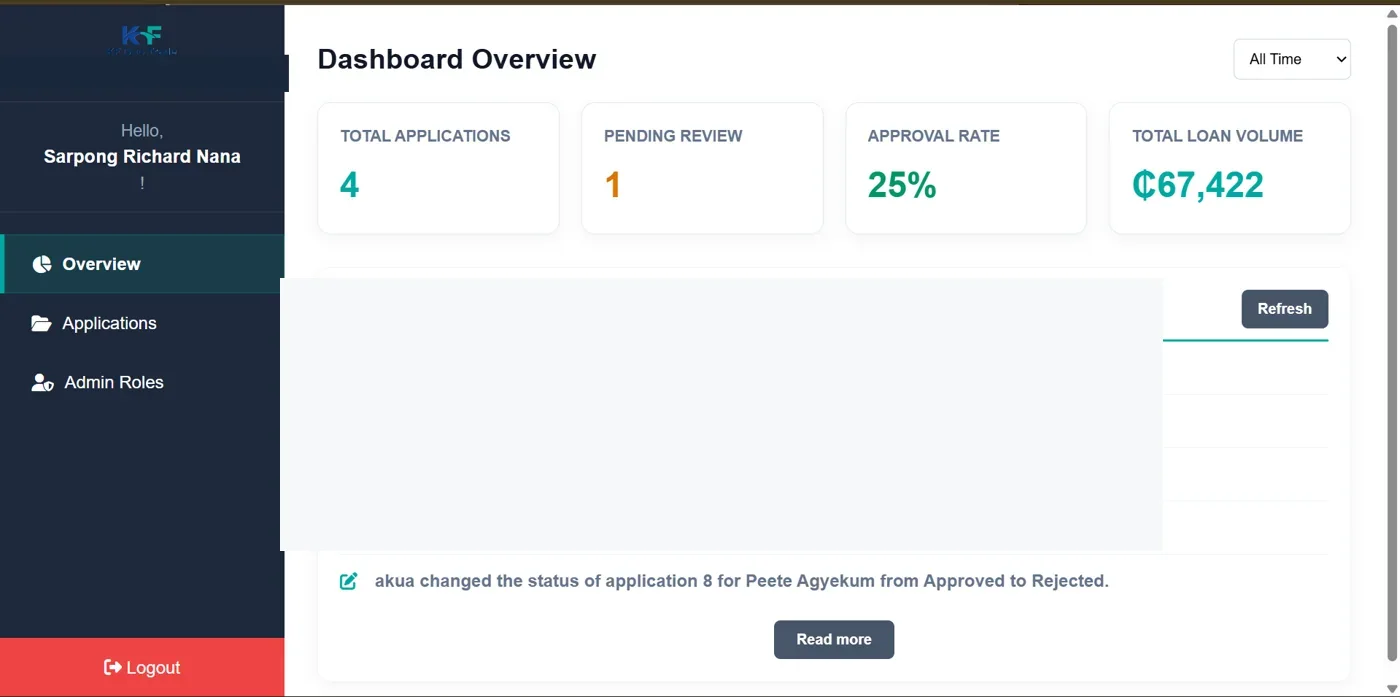 KF
Hello,
Sarpong Richard Nana
!
Overview
Applications
Admin Roles
Logout
Dashboard Overview
All Time
TOTAL APPLICATIONS
4
PENDING REVIEW
1
APPROVAL RATE
25%
TOTAL LOAN VOLUME
₵67,422
Refresh
akua changed the status of application 8 for Peete Agyekum from Approved to Rejected.
Read more